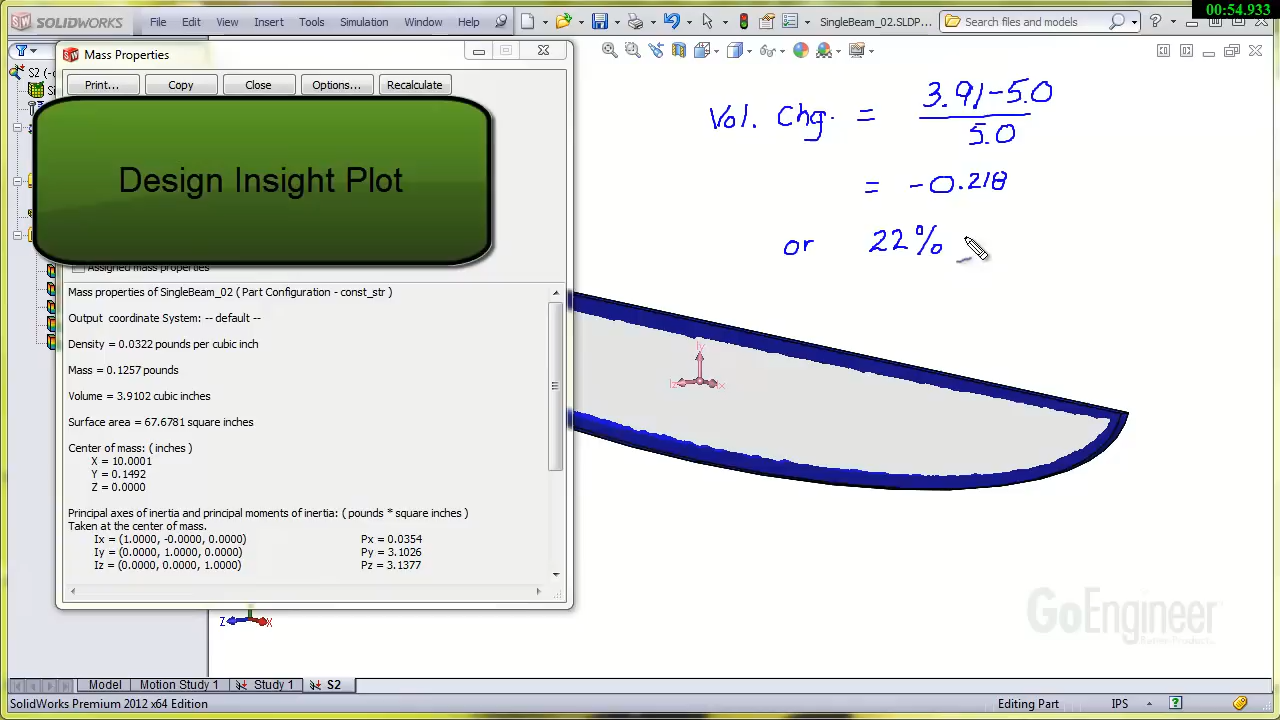 00:54.933
SOLIDWORKS File Edit View Insert Tools Simulation Window Help SingleBeam_02.SLDP... Search files and models
Mass Properties
Print... Copy Close Options... Recalculate
S2 (-
Design Insight Plot
Vol. Chg. = 3.91-5.0
5.0
= -0.218
or 22%
Assigned mass properties
Mass properties of SingleBeam_02 ( Part Configuration - const_str )
Output coordinate System: -- default --
Density = 0.0322 pounds per cubic inch
Mass = 0.1257 pounds
Volume = 3.9102 cubic inches
Surface area = 67.6781 square inches
Center of mass: ( inches )
X = 10.0001
Y = 0.1492
Z = 0.0000
Principal axes of inertia and principal moments of inertia: ( pounds * square inches )
Taken at the center of mass.
Ix = (1.0000, -0.0000, 0.0000) Px = 0.0354
Iy = (0.0000, 1.0000, 0.0000) Py = 3.1026
Iz = (0.0000, 0.0000, 1.0000) Pz = 3.1377
Iy
Iz Ix
Z X
GoEngineer
Model Motion Study 1 Study 1 S2
SolidWorks Premium 2012 x64 Edition Editing Part IPS